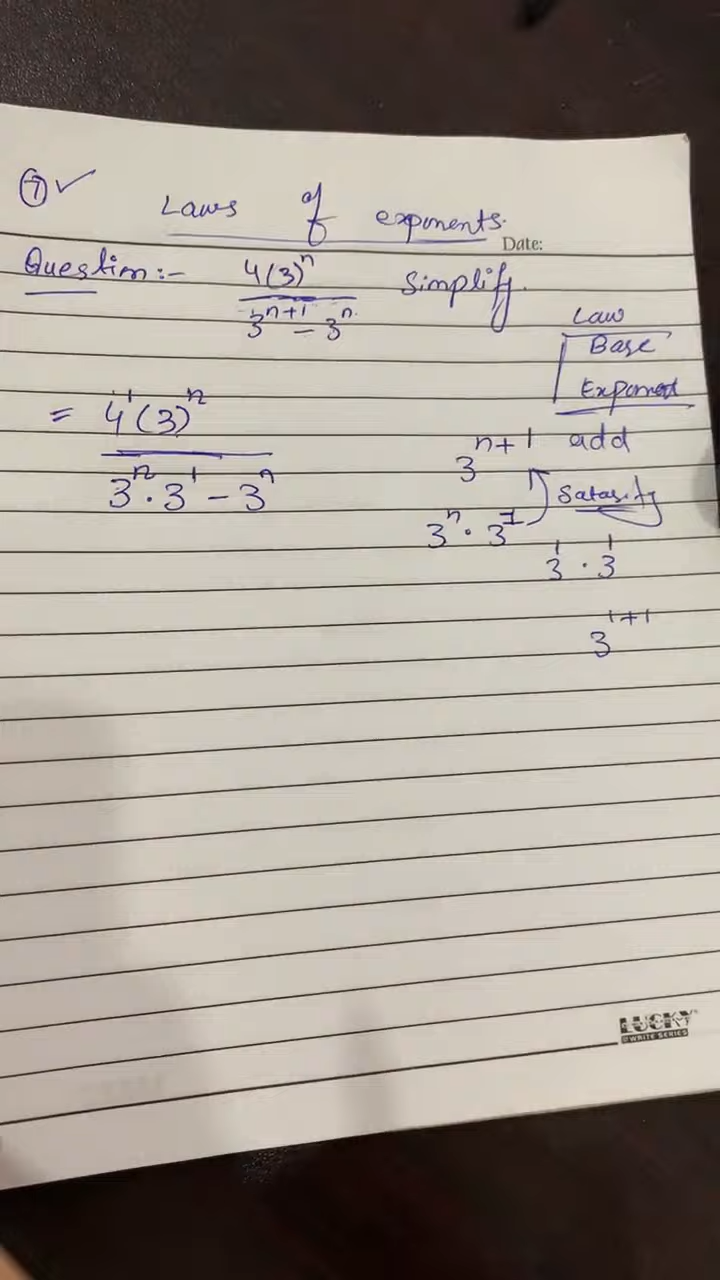 7 ✓
Laws of exponents.
Date:
Question:- 4(3)^n / (3^{n+1} - 3^n) Simplify.
Law
Base
Exponent
= 4^1(3)^n / (3^n · 3^1 - 3^n)
3^{n+1} add
3^n · 3^1 Satasify
3^1 · 3^1
3^{1+1}
LUCKY
WRITE SERIES